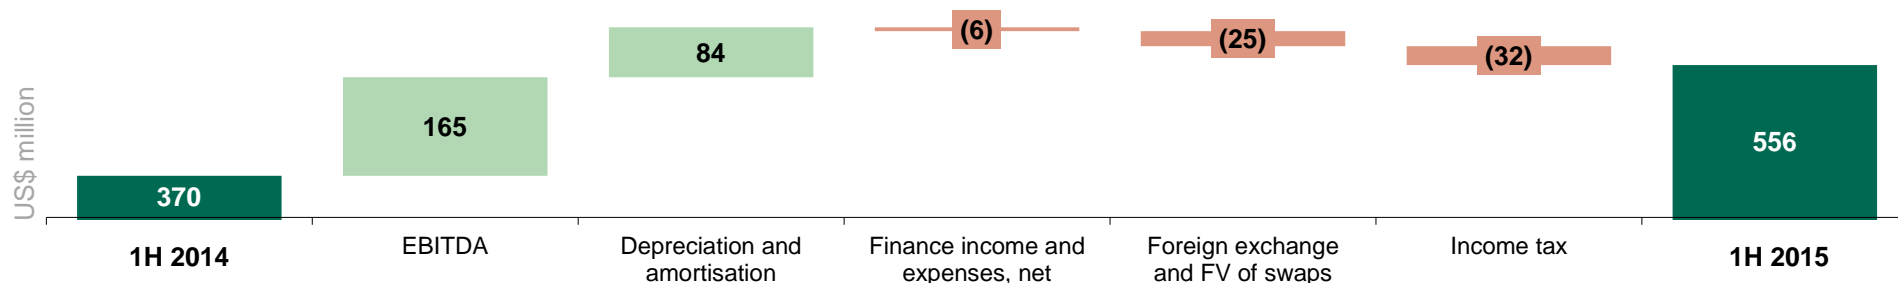 US$ million
370
165
84
(6)
(25)
(32)
556
1H 2014
EBITDA
Depreciation and
amortisation
Finance income and
expenses, net
Foreign exchange
and FV of swaps
Income tax
1H 2015